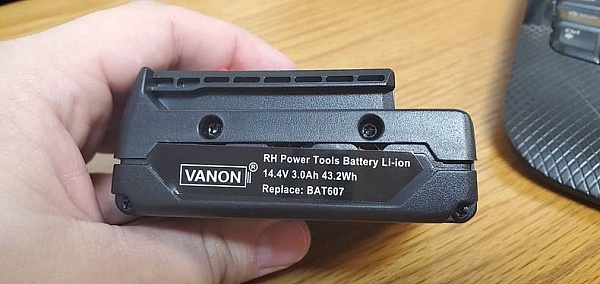 VANON®
RH Power Tools Battery Li-ion
14.4V 3.0Ah 43.2Wh
Replace: BAT607